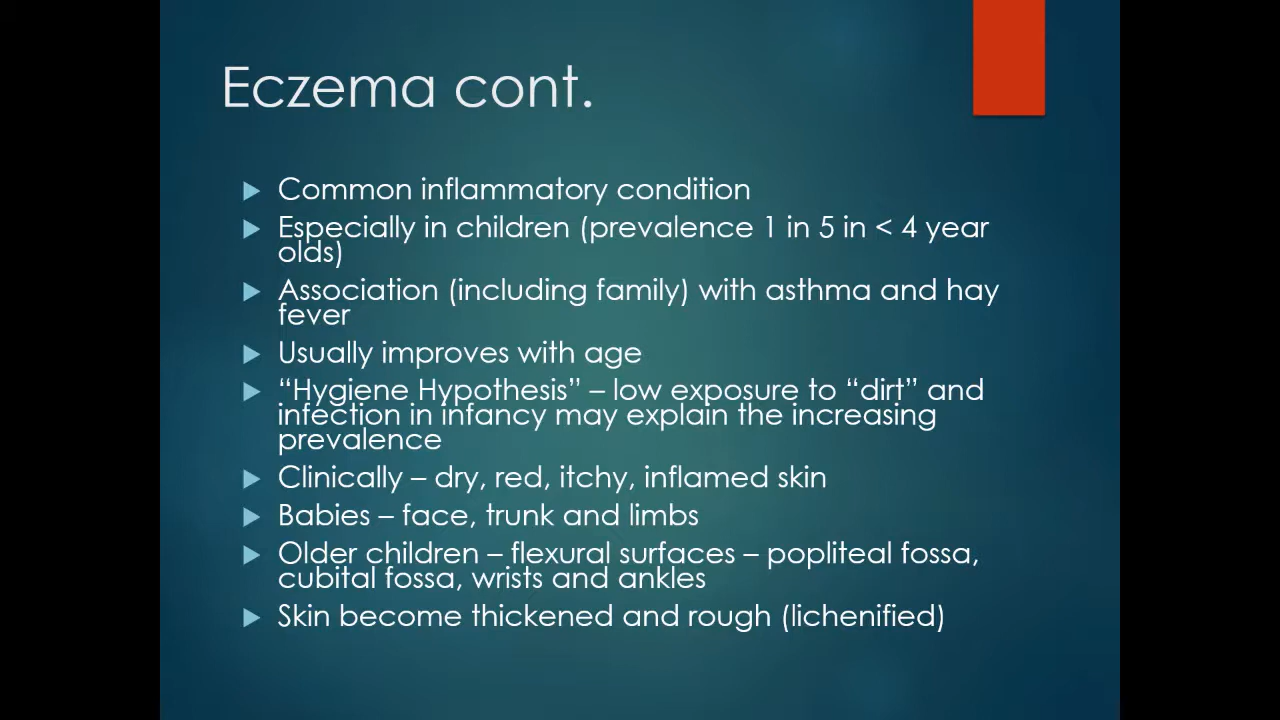 Eczema cont.
Common inflammatory condition
Especially in children (prevalence 1 in 5 in < 4 year
olds)
Association (including family) with asthma and hay
fever
Usually improves with age
“Hygiene Hypothesis” – low exposure to “dirt” and
infection in infancy may explain the increasing
prevalence
Clinically – dry, red, itchy, inflamed skin
Babies – face, trunk and limbs
Older children – flexural surfaces – popliteal fossa,
cubital fossa, wrists and ankles
Skin become thickened and rough (lichenified)